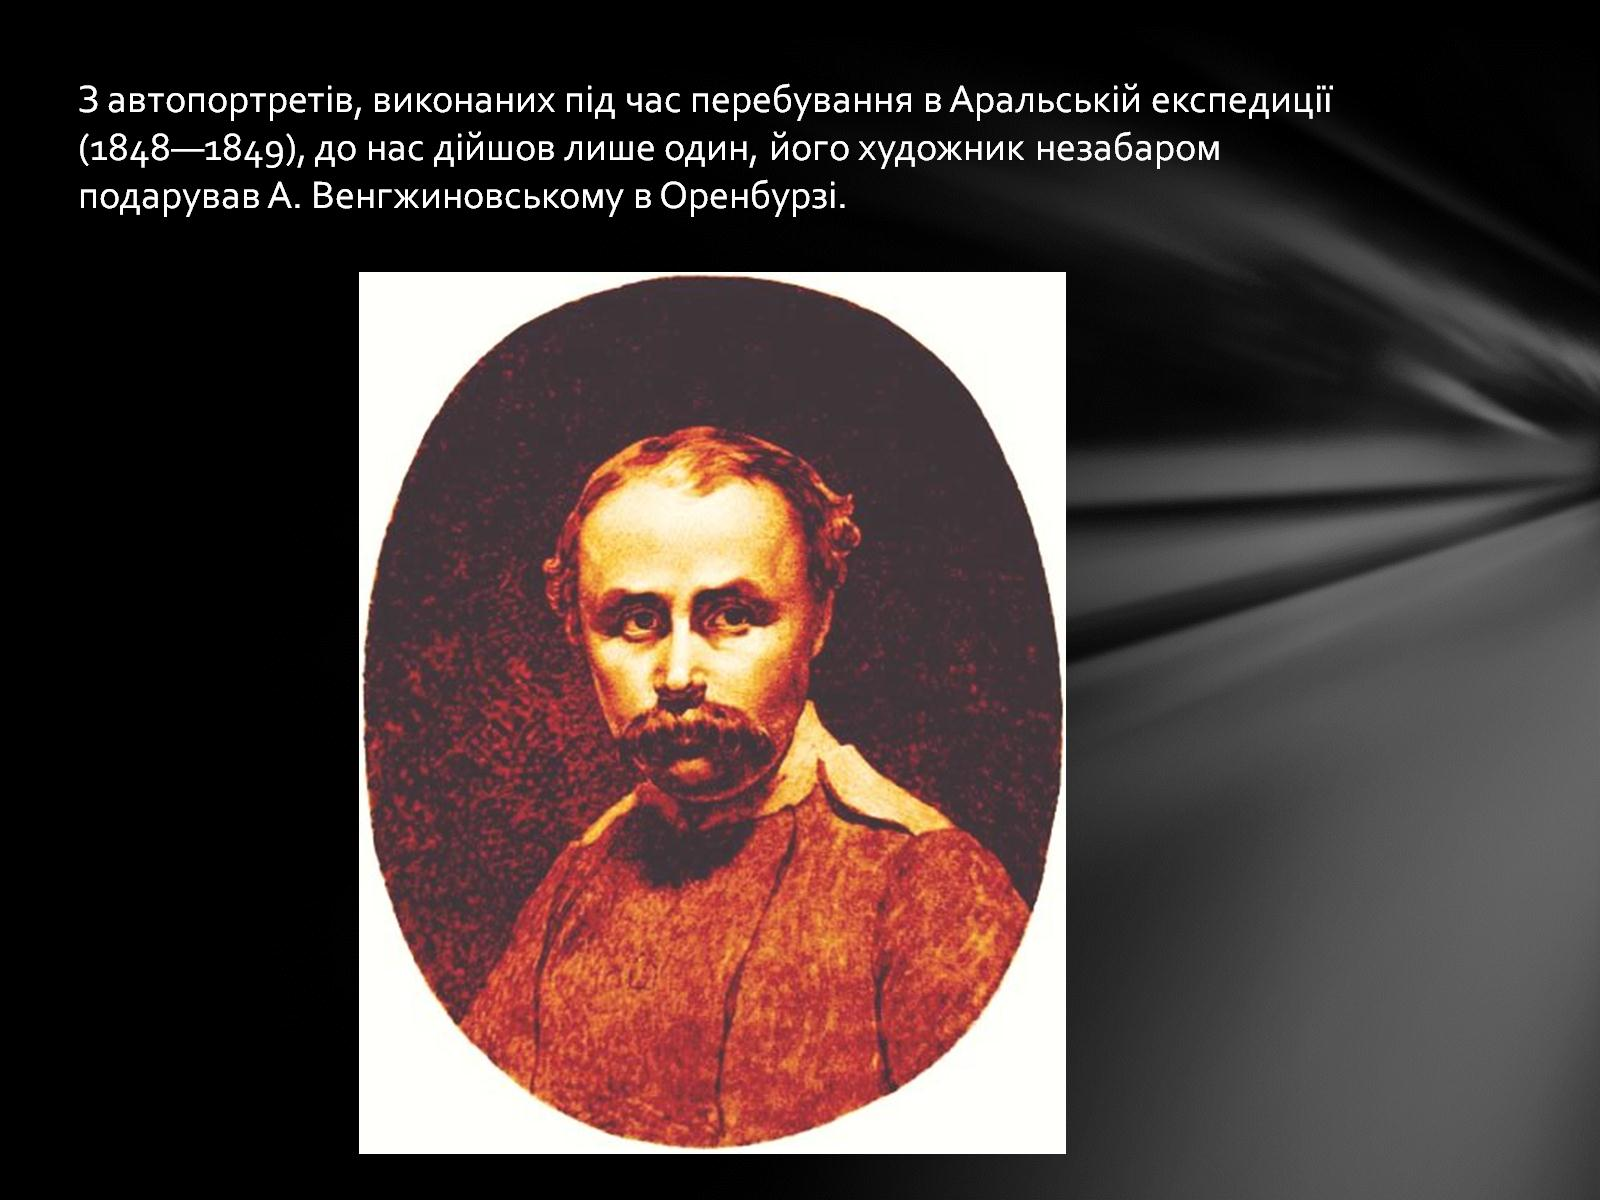 З автопортретів, виконаних під час перебування в Аральській експедиції
(1848—1849), до нас дійшов лише один, його художник незабаром
подарував А. Венгжиновському в Оренбурзі.